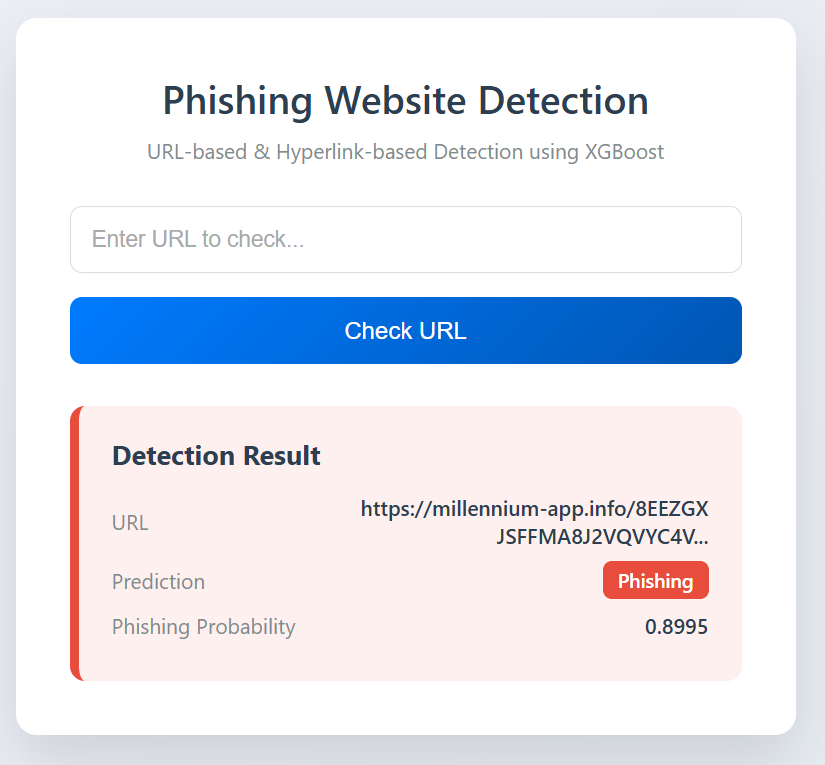 Phishing Website Detection
URL-based & Hyperlink-based Detection using XGBoost
Enter URL to check...
Check URL
Detection Result
URL
https://millennium-app.info/8EEZGX
JSFFMA8J2VQVYC4V...
Prediction
Phishing
Phishing Probability
0.8995